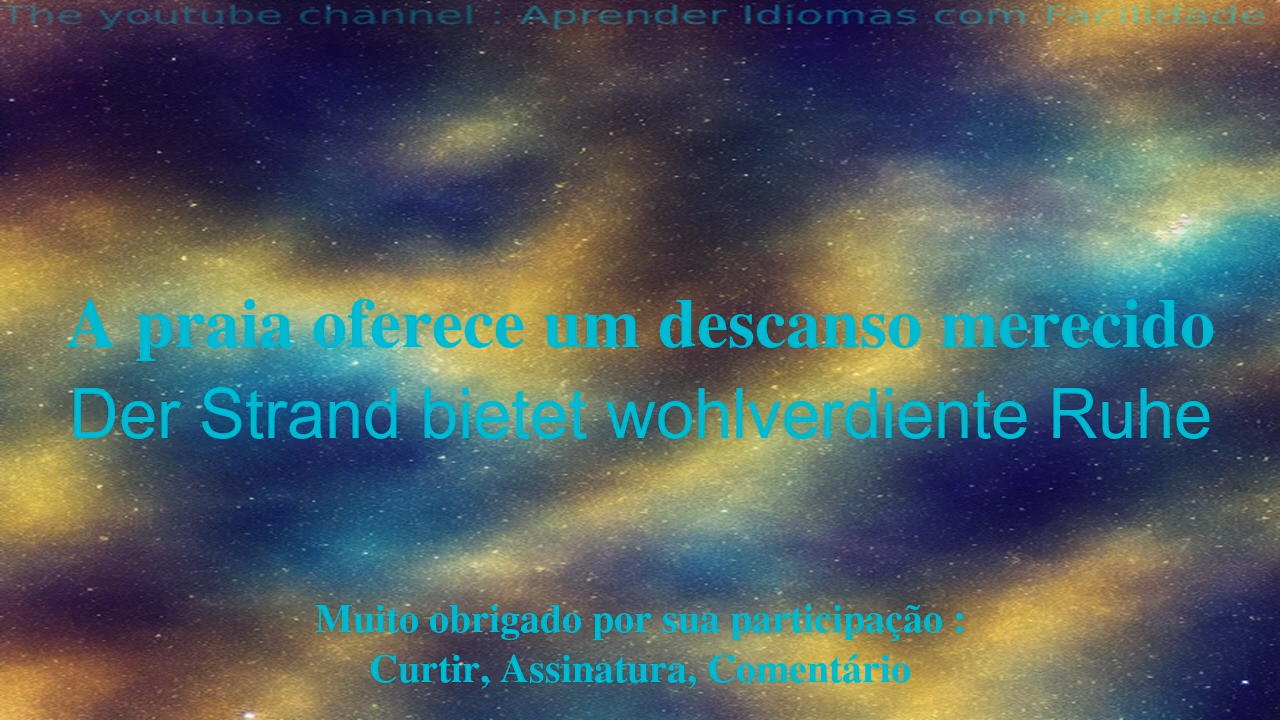 The youtube channel : Aprender Idiomas com Facilidade
A praia oferece um descanso merecido
Der Strand bietet wohlverdiente Ruhe
Muito obrigado por sua participação :
Curtir, Assinatura, Comentário